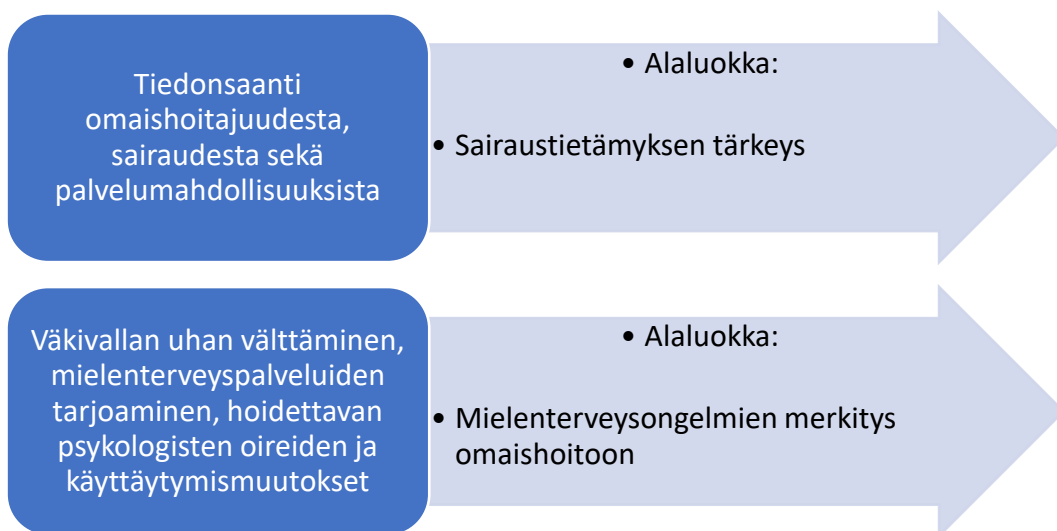 Tiedonsaanti
omaishoitajuudesta,
sairaudesta sekä
palvelumahdollisuuksista
• Alaluokka:
• Sairaustietämyksen tärkeys
Väkivallan uhan välttäminen,
mielenterveyspalveluiden
tarjoaminen, hoidettavan
psykologisten oireiden ja
käyttäytymismuutokset
• Alaluokka:
• Mielenterveysongelmien merkitys
omaishoitoon